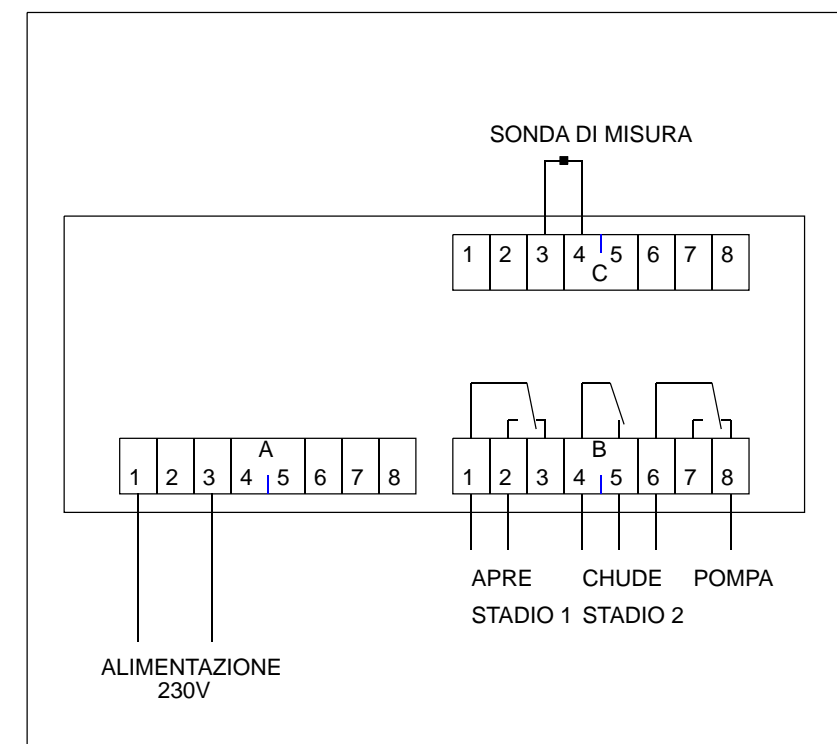 SONDA DI MISURA
1 2 3 4 5 6 7 8
C
A
1 2 3 4 5 6 7 8
B
1 2 3 4 5 6 7 8
APRE CHUDE POMPA
STADIO 1 STADIO 2
ALIMENTAZIONE
230V